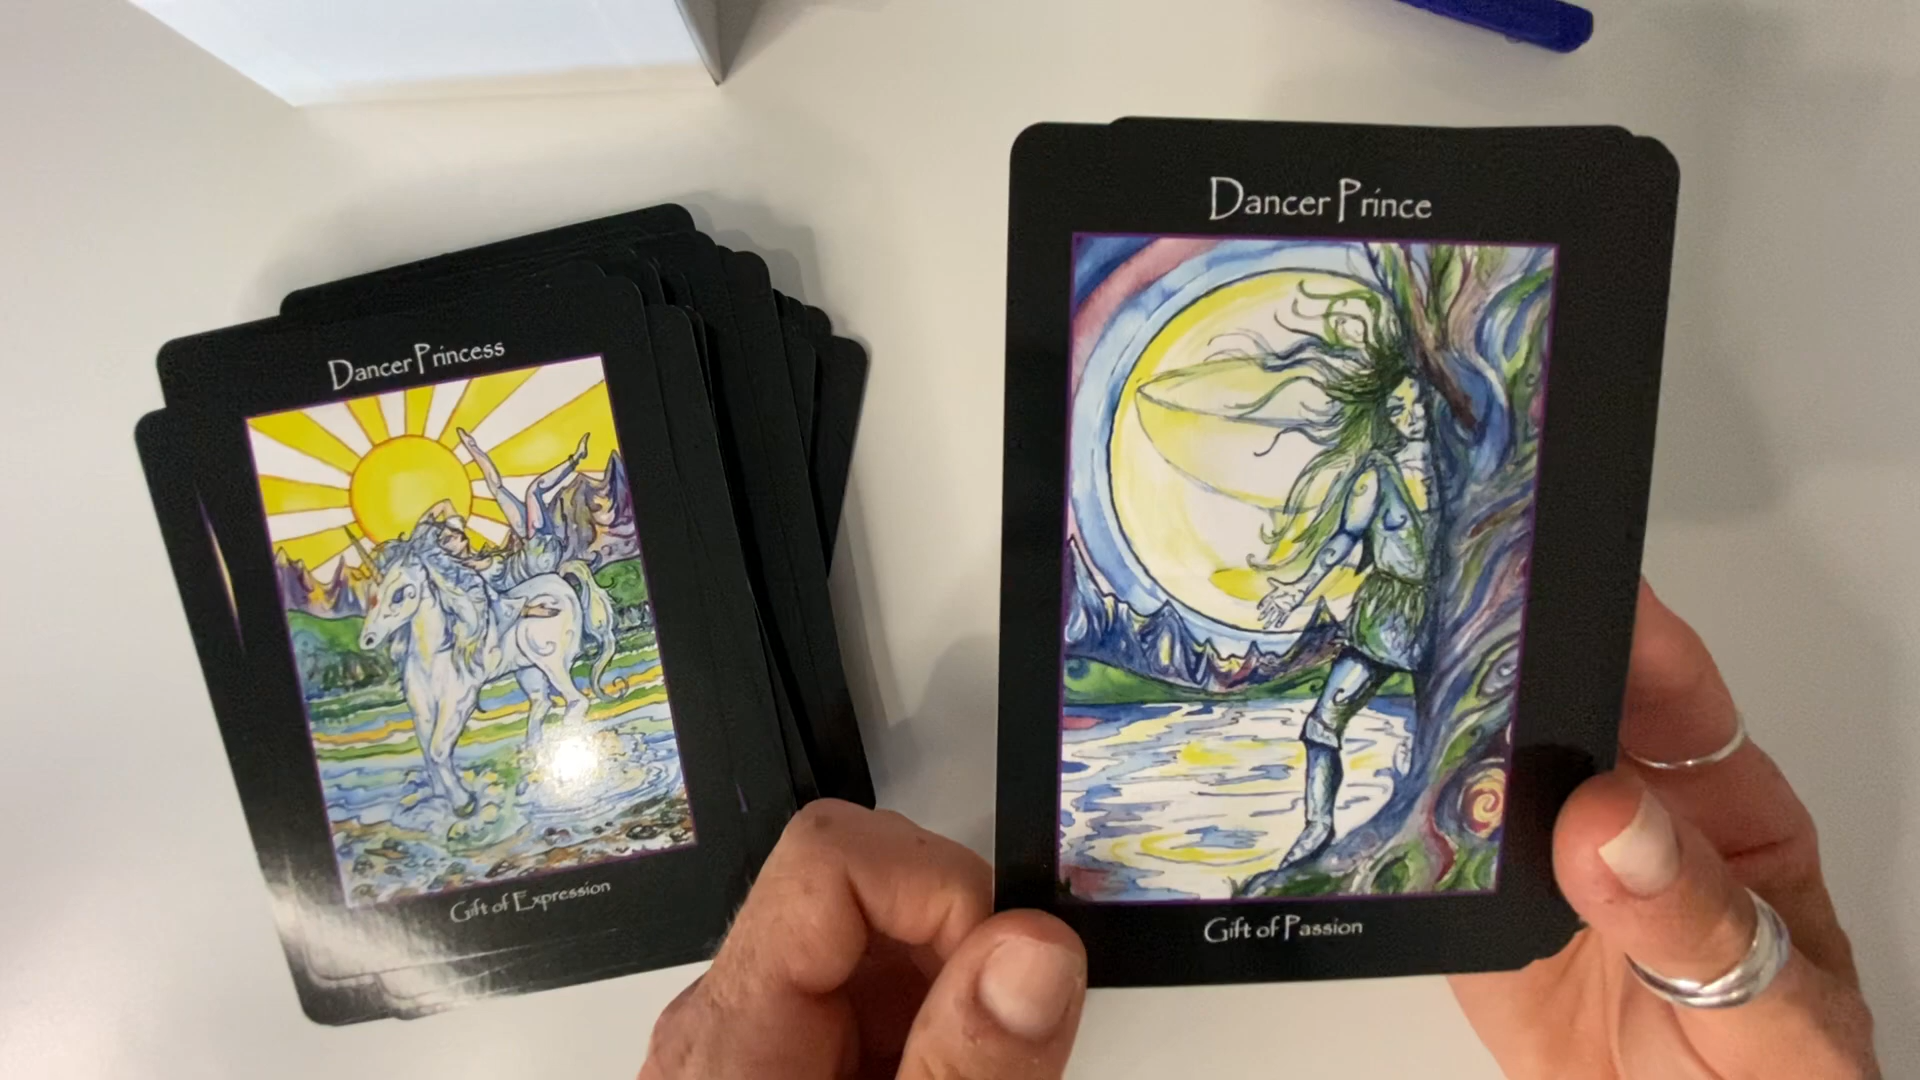 Dancer Princess
Gift of Expression
Dancer Prince
Gift of Passion